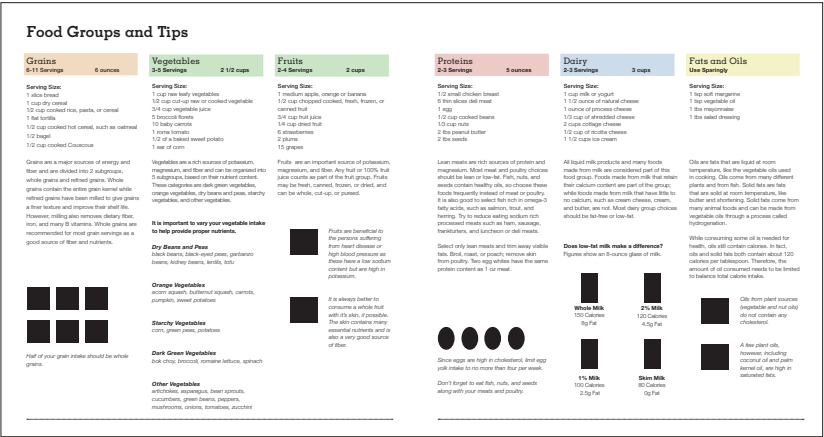 Food Groups and Tips
Grains
6-11 Servings 6 ounces
Serving Size:
1 slice bread
1 cup dry cereal
1/2 cup cooked rice, pasta, or cereal
1 flat tortilla
1/2 cup cooked hot cereal, such as oatmeal
1/2 bagel
1/2 cup cooked Couscous
Grains are a major sources of energy and
fiber and are divided into 2 subgroups,
whole grains and refined grains. Whole
grains contain the entire grain kernel while
refined grains have been milled to give grains
a finer texture and improve their shelf life.
However, milling also removes dietary fiber,
iron, and many B vitamins. Whole grains are
recommended for most grain servings as a
good source of fiber and nutrients.
Half of your grain intake should be whole
grains.
Vegetables
3-5 Servings 2 1/2 cups
Serving Size:
1 cup raw leafy vegetables
1/2 cup cut-up raw or cooked vegetable
3/4 cup vegetable juice
5 broccoli florets
10 baby carrots
1 roma tomato
1/2 of a baked sweet potato
1 ear of corn
Vegetables are a rich sources of potassium,
magnesium, and fiber and can be organized into
5 subgroups, based on their nutrient content.
These categories are dark green vegetables,
orange vegetables, dry beans and peas, starchy
vegetables, and other vegetables.
It is important to vary your vegetable intake
to help provide proper nutrients.
Dry Beans and Peas
black beans, black-eyed peas, garbanzo
beans, kidney beans, lentils, tofu
Orange Vegetables
acorn squash, butternut squash, carrots,
pumpkin, sweet potatoes
Starchy Vegetables
corn, green peas, potatoes
Dark Green Vegetables
bok choy, broccoli, romaine lettuce, spinach
Other Vegetables
artichokes, asparagus, bean sprouts,
cucumbers, green beans, peppers,
mushrooms, onions, tomatoes, zucchini
Fruits
2-4 Servings 2 cups
Serving Size:
1 medium apple, orange or banana
1/2 cup chopped cooked, fresh, frozen, or
canned fruit
3/4 cup fruit juice
1/4 cup dried fruit
6 strawberries
2 plums
15 grapes
Fruits are an important source of potassium,
magnesium, and fiber. Any fruit or 100% fruit
juice counts as part of the fruit group. Fruits
may be fresh, canned, frozen, or dried, and
can be whole, cut-up, or pureed.
Fruits are beneficial to
the persons suffering
from heart disease or
high blood pressure as
these have a low sodium
content but are high in
potassium.
It is always better to
consume a whole fruit
with it's skin, if possible.
The skin contains many
essential nutrients and is
also a very good source
of fiber.
Proteins
2-3 Servings 5 ounces
Serving Size:
1/2 small chicken breast
6 thin slices deli meat
1 egg
1/2 cup cooked beans
1/3 cup nuts
2 tbs peanut butter
2 tbs seeds
Lean meats are rich sources of protein and
magnesium. Most meat and poultry choices
should be lean or low-fat. Fish, nuts, and
seeds contain healthy oils, so choose these
foods frequently instead of meat or poultry.
It is also good to select fish rich in omega-3
fatty acids, such as salmon, trout, and
herring. Try to reduce eating sodium rich
processed meats such as ham, sausage,
frankfurters, and luncheon or deli meats.
Select only lean meats and trim away visible
fats. Broil, roast, or poach; remove skin
from poultry. Two egg whites have the same
protein content as 1 oz meat.
Since eggs are high in cholesterol, limit egg
yolk intake to no more than four per week.
Don't forget to eat fish, nuts, and seeds
along with your meats and poultry.
Dairy
2-3 Servings 3 cups
Serving Size:
1 cup milk or yogurt
1 1/2 ounce of natural cheese
1 ounce of process cheese
1/3 cup of shredded cheese
2 cups cottage cheese
1/2 cup of ricotta cheese
1 1/2 cups ice cream
All liquid milk products and many foods
made from milk are considered part of this
food group. Foods made from milk that retain
their calcium content are part of the group;
while foods made from milk that have little to
no calcium, such as cream cheese, cream,
and butter, are not. Most dairy group choices
should be fat-free or low-fat.
Does low-fat milk make a difference?
Figures show an 8-ounce glass of milk.
Whole Milk
150 Calories
8g Fat
2% Milk
120 Calories
4.5g Fat
1% Milk
100 Calories
2.5g Fat
Skim Milk
80 Calories
0g Fat
Fats and Oils
Use Sparingly
Serving Size:
1 tsp soft margerine
1 tsp vegetable oil
1 tbs mayonnaise
1 tbs salad dressing
Oils are fats that are liquid at room
temperature, like the vegetable oils used
in cooking. Oils come from many different
plants and from fish. Solid fats are fats
that are solid at room temperature, like
butter and shortening. Solid fats come from
many animal foods and can be made from
vegetable oils through a process called
hydrogenation.
While consuming some oil is needed for
health, oils still contain calories. In fact,
oils and solid fats both contain about 120
calories per tablespoon. Therefore, the
amount of oil consumed needs to be limited
to balance total calorie intake.
Oils from plant sources
(vegetable and nut oils)
do not contain any
cholesterol.
A few plant oils,
however, including
coconut oil and palm
kernel oil, are high in
saturated fats.